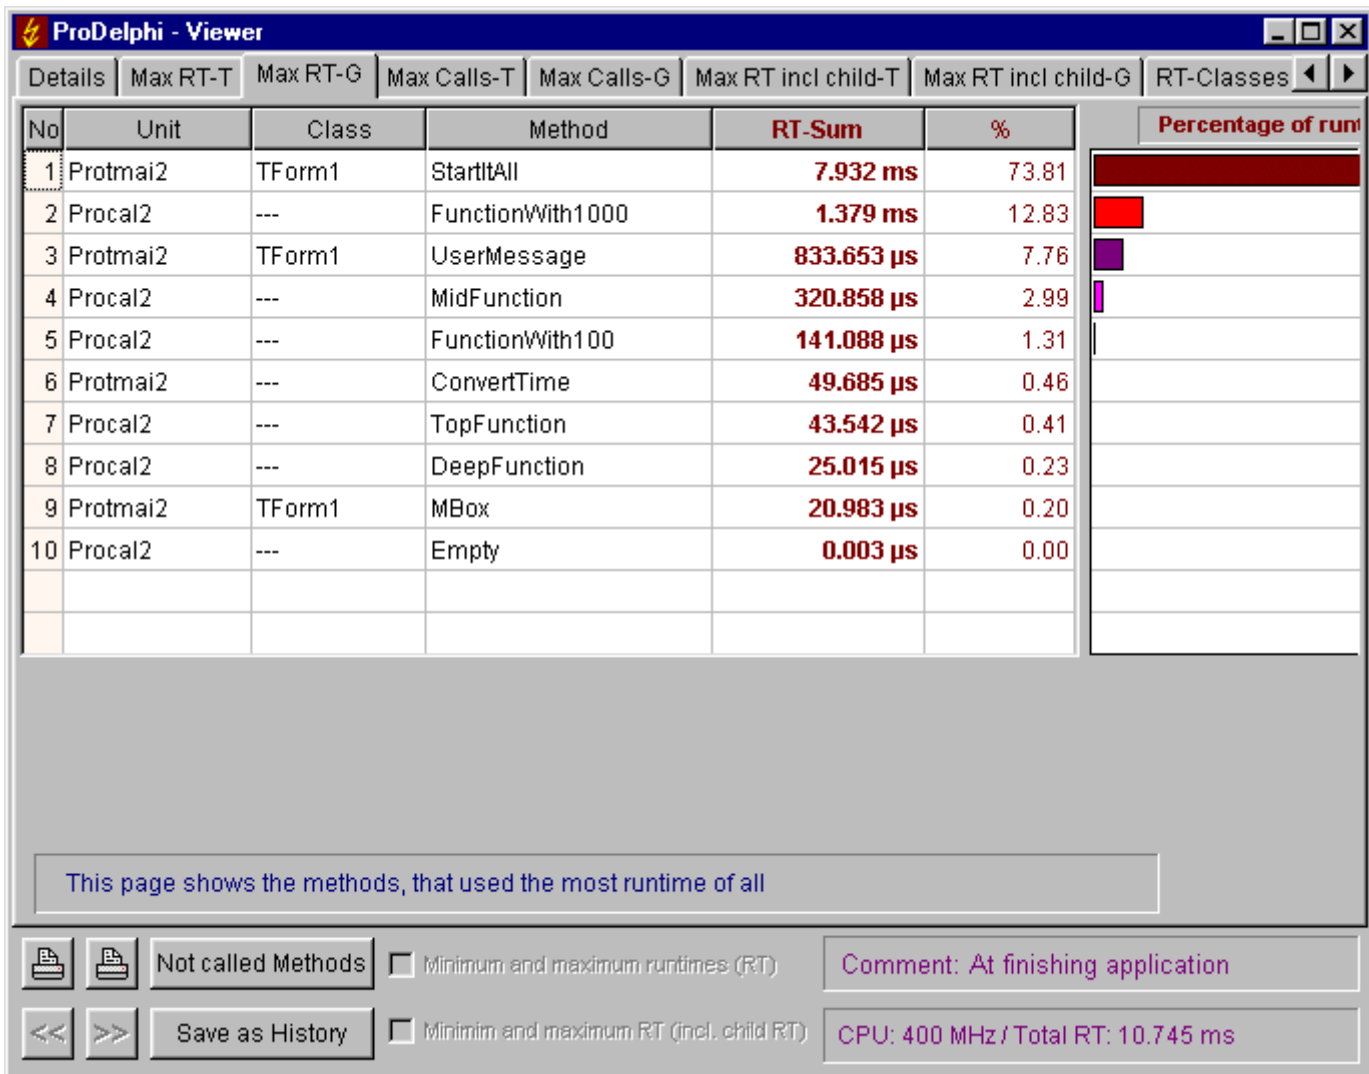 ProDelphi - Viewer
Details Max RT-T Max RT-G Max Calls-T Max Calls-G Max RT incl child-T Max RT incl child-G RT-Classes
No Unit Class Method RT-Sum % Percentage of runt
1 Protmai2 TForm1 StartItAll 7.932 ms 73.81
2 Procal2 --- FunctionWith1000 1.379 ms 12.83
3 Protmai2 TForm1 UserMessage 833.653 µs 7.76
4 Procal2 --- MidFunction 320.858 µs 2.99
5 Procal2 --- FunctionWith100 141.088 µs 1.31
6 Protmai2 --- ConvertTime 49.685 µs 0.46
7 Procal2 --- TopFunction 43.542 µs 0.41
8 Procal2 --- DeepFunction 25.015 µs 0.23
9 Protmai2 TForm1 MBox 20.983 µs 0.20
10 Procal2 --- Empty 0.003 µs 0.00
This page shows the methods, that used the most runtime of all
Not called Methods Minimum and maximum runtimes (RT) Comment: At finishing application
<< >> Save as History Minimim and maximum RT (incl. child RT) CPU: 400 MHz / Total RT: 10.745 ms